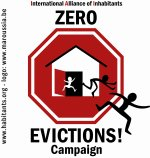 International Alliance of Inhabitants
ZERO
EVICTIONS!
Campaign
www.habitants.org - logo: www.maroussia.be